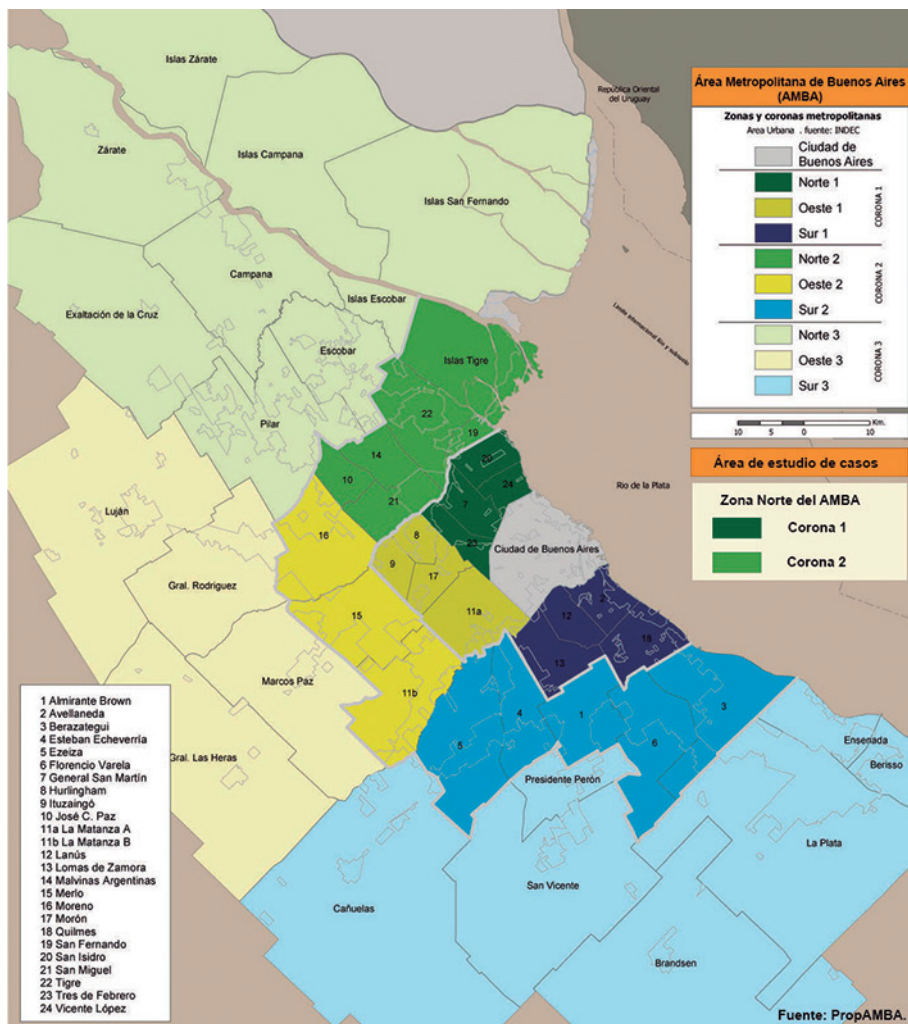 Islas Zárate
República Oriental
del Uruguay
Zárate
Islas Campana
Islas San Fernando
Campana
Islas Escobar
Exaltación de la Cruz
Escobar
Islas Tigre
Límite internacional lecho y subsuelo
22
Pilar
19
14
20
10
24
Río de la Plata
21
7
Luján
16
8
23
Ciudad de Buenos Aires
9
17
Gral. Rodriguez
11a
2
15
12
18
Marcos Paz
13
11b
3
4
1
5
6
Gral. Las Heras
Presidente Perón
Ensenada
Berisso
La Plata
San Vicente
Cañuelas
Brandsen
Área Metropolitana de Buenos Aires
(AMBA)
Zonas y coronas metropolitanas
Area Urbana . fuente: INDEC
Ciudad de
Buenos Aires
Norte 1
Oeste 1
Sur 1
CORONA 1
Norte 2
Oeste 2
Sur 2
CORONA 2
Norte 3
Oeste 3
Sur 3
CORONA 3
Km.
10 5 0 10
Área de estudio de casos
Zona Norte del AMBA
Corona 1
Corona 2
1 Almirante Brown
2 Avellaneda
3 Berazategui
4 Esteban Echeverría
5 Ezeiza
6 Florencio Varela
7 General San Martín
8 Hurlingham
9 Ituzaingó
10 José C. Paz
11a La Matanza A
11b La Matanza B
12 Lanús
13 Lomas de Zamora
14 Malvinas Argentinas
15 Merlo
16 Moreno
17 Morón
18 Quilmes
19 San Fernando
20 San Isidro
21 San Miguel
22 Tigre
23 Tres de Febrero
24 Vicente López
Fuente: PropAMBA.